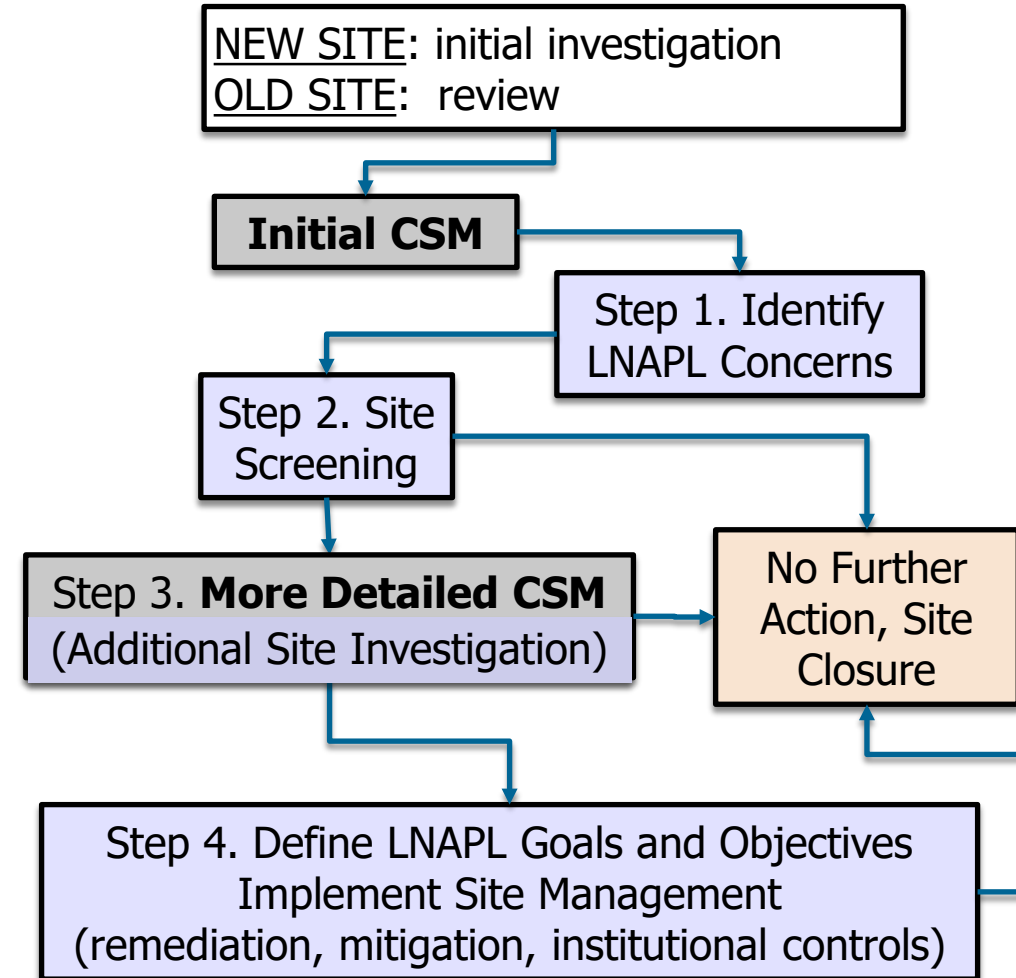 NEW SITE: initial investigation
OLD SITE: review
Initial CSM
Step 1. Identify
LNAPL Concerns
Step 2. Site
Screening
Step 3. More Detailed CSM
(Additional Site Investigation)
No Further
Action, Site
Closure
Step 4. Define LNAPL Goals and Objectives
Implement Site Management
(remediation, mitigation, institutional controls)